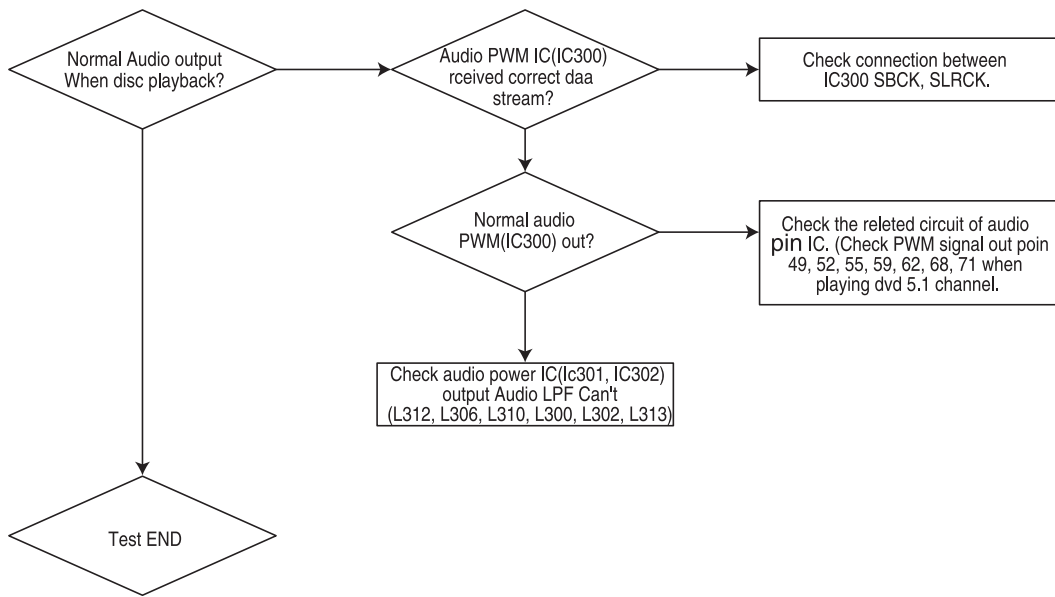 Normal Audio output
When disc playback?
Audio PWM IC(IC300)
rceived correct daa
stream?
Check connection between
IC300 SBCK, SLRCK.
Normal audio
PWM(IC300) out?
Check the releted circuit of audio
pin IC. (Check PWM signal out poin
49, 52, 55, 59, 62, 68, 71 when
playing dvd 5.1 channel.
Check audio power IC(Ic301, IC302)
output Audio LPF Can't
(L312, L306, L310, L300, L302, L313)
Test END